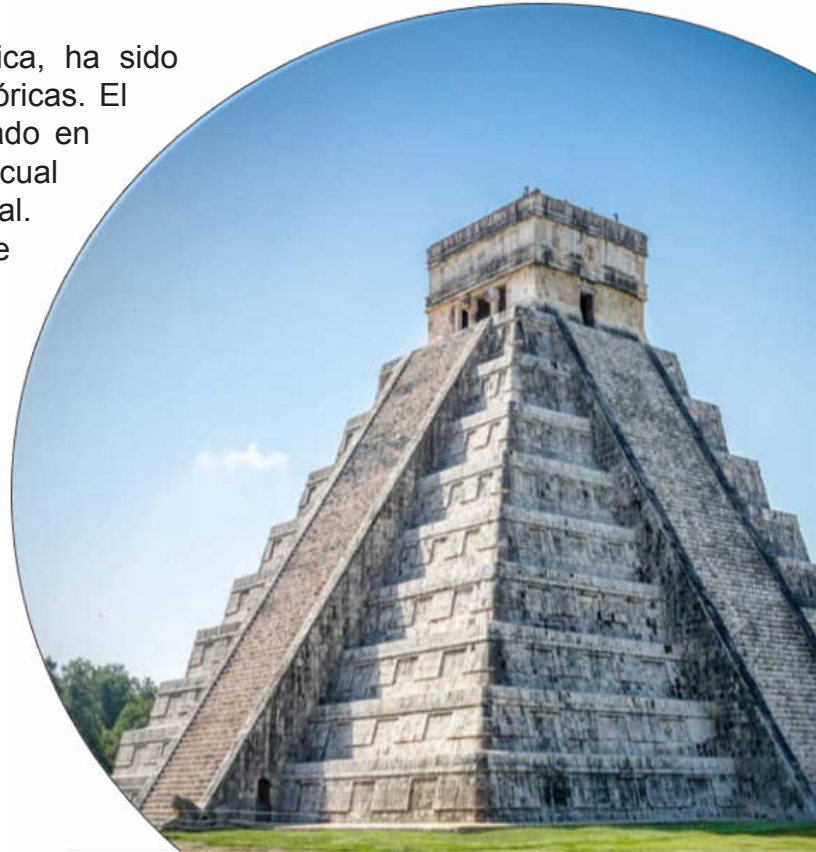 ica, ha sido
óricas. El
ado en
cual
al.
e